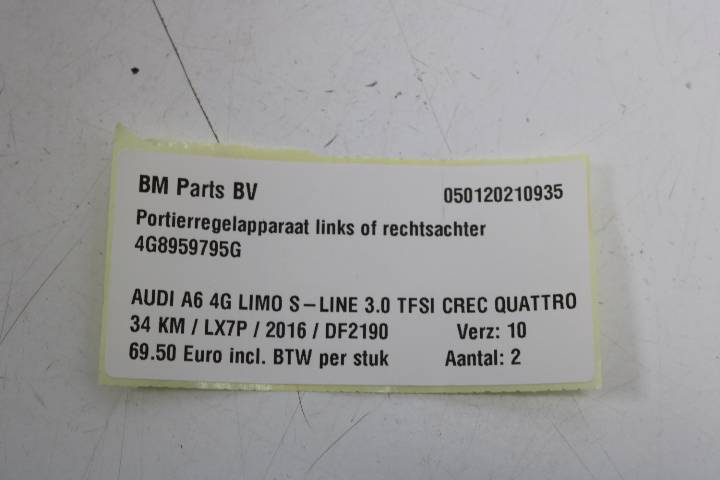 BM Parts BV 050120210935
Portierregelapparaat links of rechtsachter
4G8959795G
AUDI A6 4G LIMO S-LINE 3.0 TFSI CREC QUATTRO
34 KM / LX7P / 2016 / DF2190 Verz: 10
69.50 Euro incl. BTW per stuk Aantal: 2